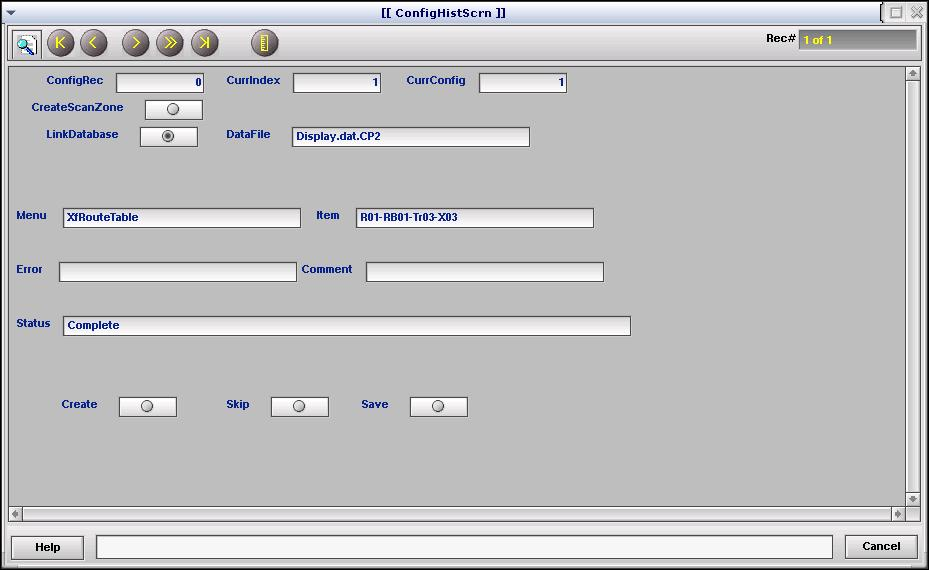 [[ ConfigHistScrn ]]
Rec# 1 of 1
ConfigRec 0 CurrIndex 1 CurrConfig 1
CreateScanZone
LinkDatabase DataFile Display.dat.CP2
Menu XfRouteTable Item R01-RB01-Tr03-X03
Error Comment
Status Complete
Create Skip Save
Help Cancel